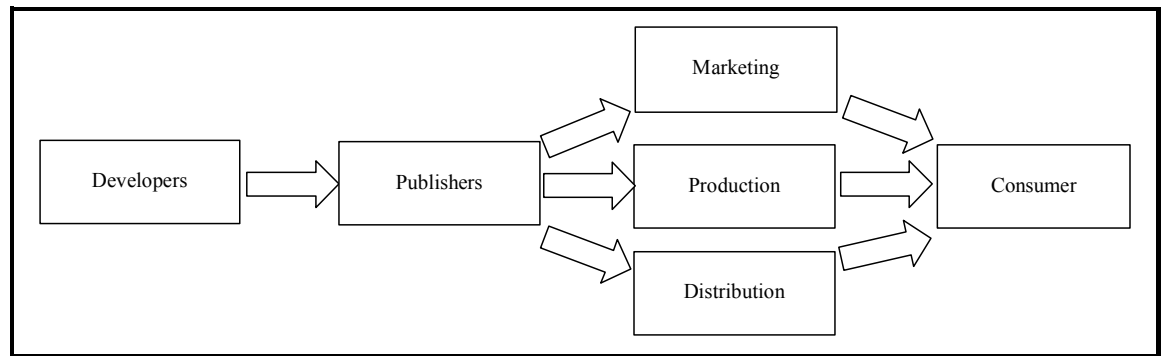 Marketing
Developers
Publishers
Production
Consumer
Distribution